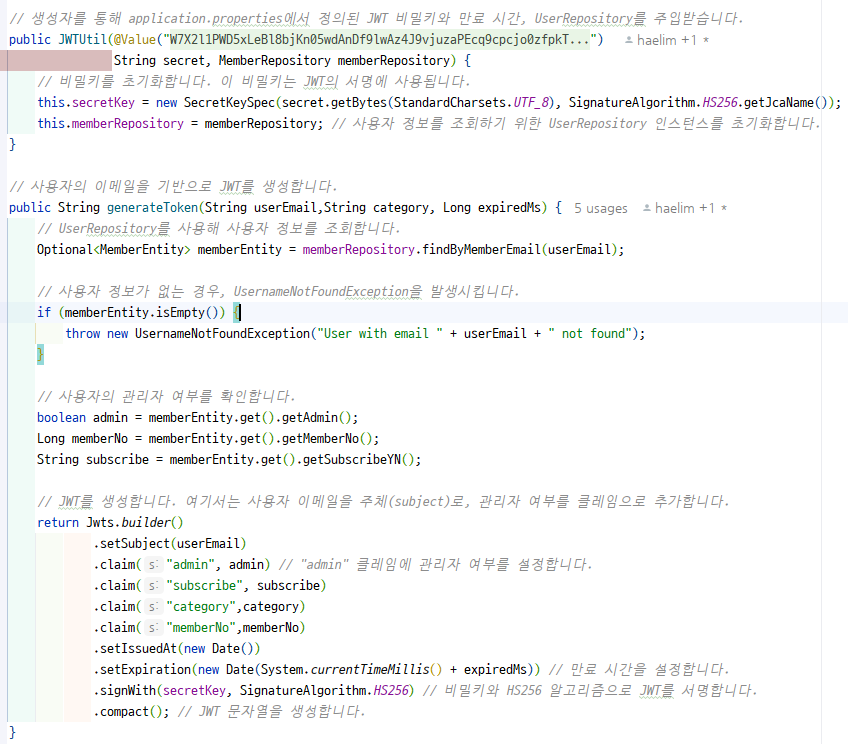 // 생성자를 통해 application.properties에서 정의된 JWT 비밀키와 만료 시간, UserRepository를 주입받습니다.
public JWTUtil(@Value("W7X2l1PWD5xLeBl8bjKn05wdAnDf9lwAz4J9vjuzaPEcq9cpcjo0zfpkT...") haelim +1 *
String secret, MemberRepository memberRepository) {
// 비밀키를 초기화합니다. 이 비밀키는 JWT의 서명에 사용됩니다.
this.secretKey = new SecretKeySpec(secret.getBytes(StandardCharsets.UTF_8), SignatureAlgorithm.HS256.getJcaName());
this.memberRepository = memberRepository; // 사용자 정보를 조회하기 위한 UserRepository 인스턴스를 초기화합니다.
}
// 사용자의 이메일을 기반으로 JWT를 생성합니다.
public String generateToken(String userEmail,String category, Long expiredMs) { 5 usages haelim +1 *
// UserRepository를 사용해 사용자 정보를 조회합니다.
Optional<MemberEntity> memberEntity = memberRepository.findByMemberEmail(userEmail);
// 사용자 정보가 없는 경우, UsernameNotFoundException을 발생시킵니다.
if (memberEntity.isEmpty()) {
throw new UsernameNotFoundException("User with email " + userEmail + " not found");
}
// 사용자의 관리자 여부를 확인합니다.
boolean admin = memberEntity.get().getAdmin();
Long memberNo = memberEntity.get().getMemberNo();
String subscribe = memberEntity.get().getSubscribeYN();
// JWT를 생성합니다. 여기서는 사용자 이메일을 주체(subject)로, 관리자 여부를 클레임으로 추가합니다.
return Jwts.builder()
.setSubject(userEmail)
.claim( s: "admin", admin) // "admin" 클레임에 관리자 여부를 설정합니다.
.claim( s: "subscribe", subscribe)
.claim( s: "category",category)
.claim( s: "memberNo",memberNo)
.setIssuedAt(new Date())
.setExpiration(new Date(System.currentTimeMillis() + expiredMs)) // 만료 시간을 설정합니다.
.signWith(secretKey, SignatureAlgorithm.HS256) // 비밀키와 HS256 알고리즘으로 JWT를 서명합니다.
.compact(); // JWT 문자열을 생성합니다.
}